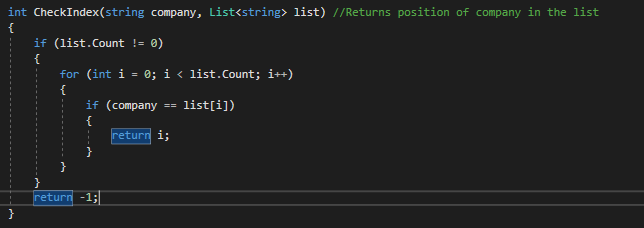 int CheckIndex(string company, List<string> list) //Returns position of company in the list
{
if (list.Count != 0)
{
for (int i = 0; i < list.Count; i++)
{
if (company == list[i])
{
return i;
}
}
}
return -1;
}